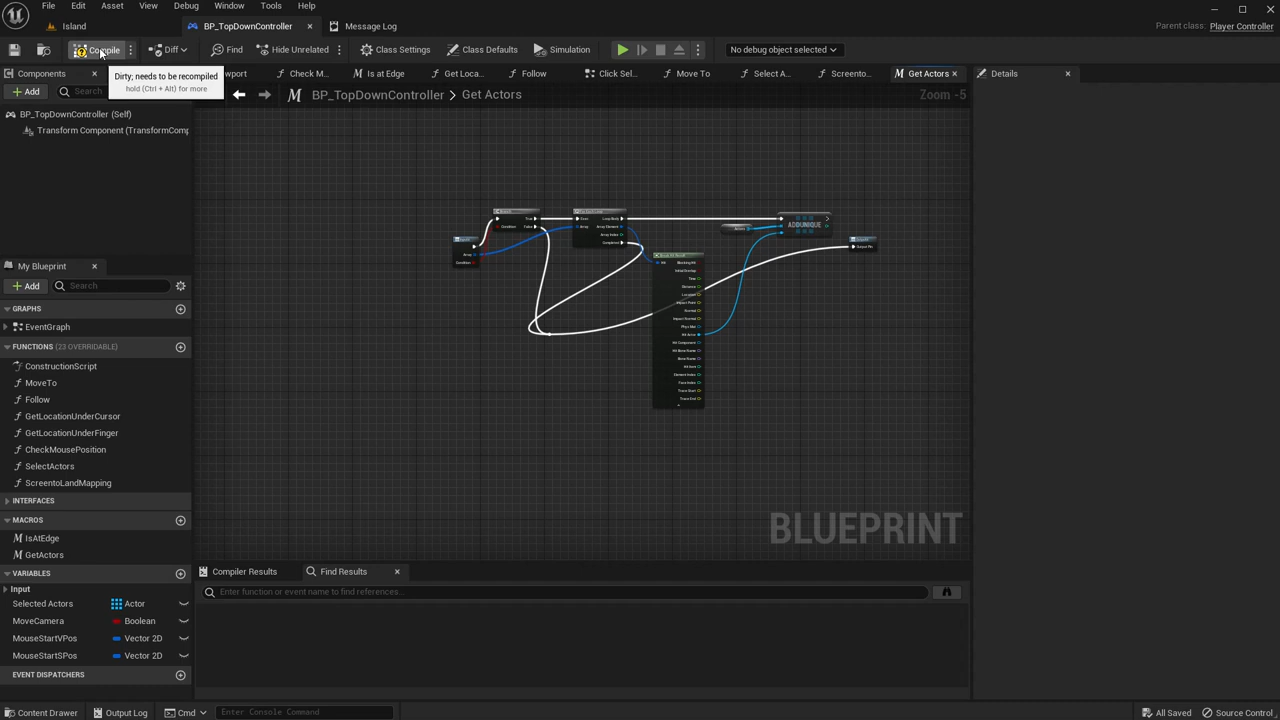 File Edit Asset View Debug Window Tools Help
Island
BP_TopDownController
Message Log
Parent class: Player Controller
Compile
Diff
Find
Hide Unrelated
Class Settings
Class Defaults
Simulation
No debug object selected
Components
Dirty; needs to be recompiled
hold (Ctrl + Alt) for more
Check M...
Is at Edge
Get Loca...
Follow
Click Sel...
Move To
Select A...
Screento...
Get Actors
Details
Add
Search
BP_TopDownController > Get Actors
Zoom -5
BP_TopDownController (Self)
Transform Component (TransformComp
ADDUNIQUE
My Blueprint
Add
Search
GRAPHS
EventGraph
FUNCTIONS (23 OVERRIDABLE)
ConstructionScript
MoveTo
Follow
GetLocationUnderCursor
GetLocationUnderFinger
CheckMousePosition
SelectActors
ScreentoLandMapping
INTERFACES
MACROS
IsAtEdge
GetActors
VARIABLES
Input
Selected Actors Actor
MoveCamera Boolean
MouseStartVPos Vector 2D
MouseStartSPos Vector 2D
EVENT DISPATCHERS
BLUEPRINT
Compiler Results
Find Results
Enter function or event name to find references...
Content Drawer
Output Log
Cmd
Enter Console Command
All Saved
Source Control